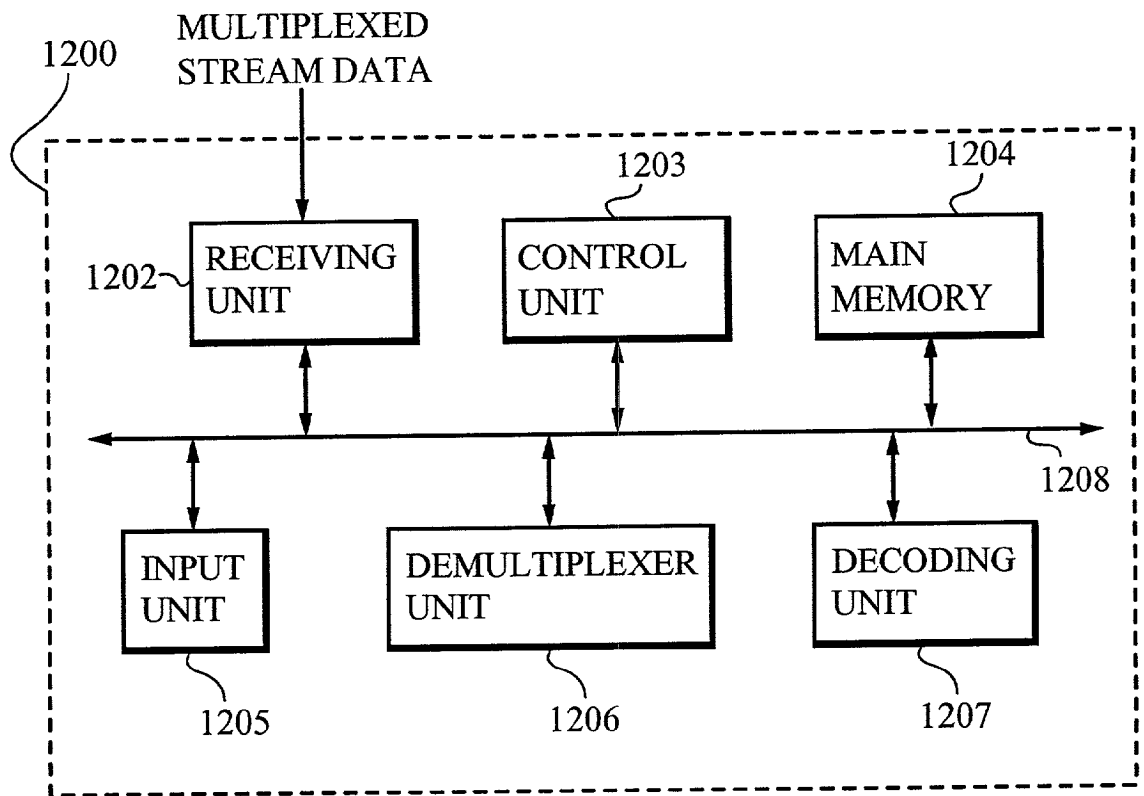 1200
MULTIPLEXED
STREAM DATA
1203
1204
1202
RECEIVING
UNIT
CONTROL
UNIT
MAIN
MEMORY
1208
INPUT
UNIT
DEMULTIPLEXER
UNIT
DECODING
UNIT
1205
1206
1207